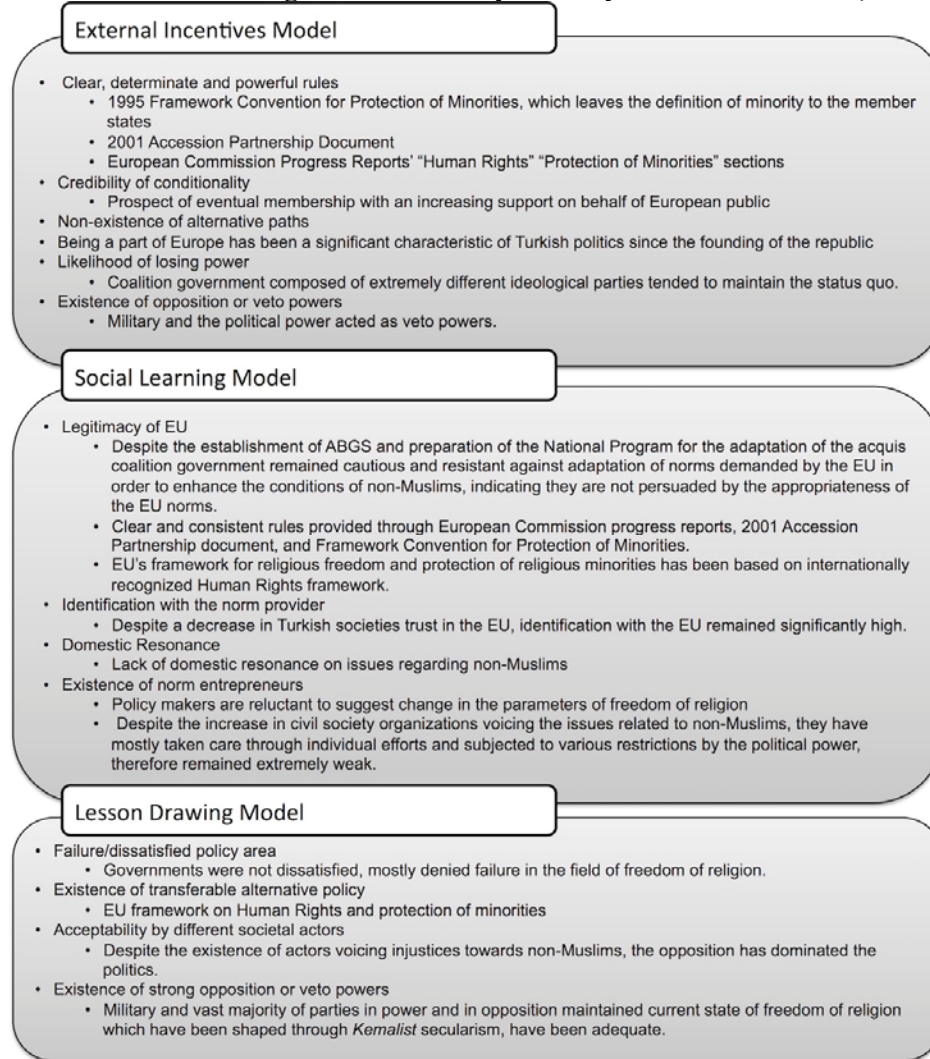 External Incentives Model
• Clear, determinate and powerful rules
• 1995 Framework Convention for Protection of Minorities, which leaves the definition of minority to the member
states
• 2001 Accession Partnership Document
• European Commission Progress Reports' “Human Rights” “Protection of Minorities” sections
• Credibility of conditionality
• Prospect of eventual membership with an increasing support on behalf of European public
• Non-existence of alternative paths
• Being a part of Europe has been a significant characteristic of Turkish politics since the founding of the republic
• Likelihood of losing power
• Coalition government composed of extremely different ideological parties tended to maintain the status quo.
• Existence of opposition or veto powers
• Military and the political power acted as veto powers.
Social Learning Model
• Legitimacy of EU
• Despite the establishment of ABGS and preparation of the National Program for the adaptation of the acquis
coalition government remained cautious and resistant against adaptation of norms demanded by the EU in
order to enhance the conditions of non-Muslims, indicating they are not persuaded by the appropriateness of
the EU norms.
• Clear and consistent rules provided through European Commission progress reports, 2001 Accession
Partnership document, and Framework Convention for Protection of Minorities.
• EU's framework for religious freedom and protection of religious minorities has been based on internationally
recognized Human Rights framework.
• Identification with the norm provider
• Despite a decrease in Turkish societies trust in the EU, identification with the EU remained significantly high.
• Domestic Resonance
• Lack of domestic resonance on issues regarding non-Muslims
• Existence of norm entrepreneurs
• Policy makers are reluctant to suggest change in the parameters of freedom of religion
• Despite the increase in civil society organizations voicing the issues related to non-Muslims, they have
mostly taken care through individual efforts and subjected to various restrictions by the political power,
therefore remained extremely weak.
Lesson Drawing Model
• Failure/dissatisfied policy area
• Governments were not dissatisfied, mostly denied failure in the field of freedom of religion.
• Existence of transferable alternative policy
• EU framework on Human Rights and protection of minorities
• Acceptability by different societal actors
• Despite the existence of actors voicing injustices towards non-Muslims, the opposition has dominated the
politics.
• Existence of strong opposition or veto powers
• Military and vast majority of parties in power and in opposition maintained current state of freedom of religion
which have been shaped through Kemalist secularism, have been adequate.